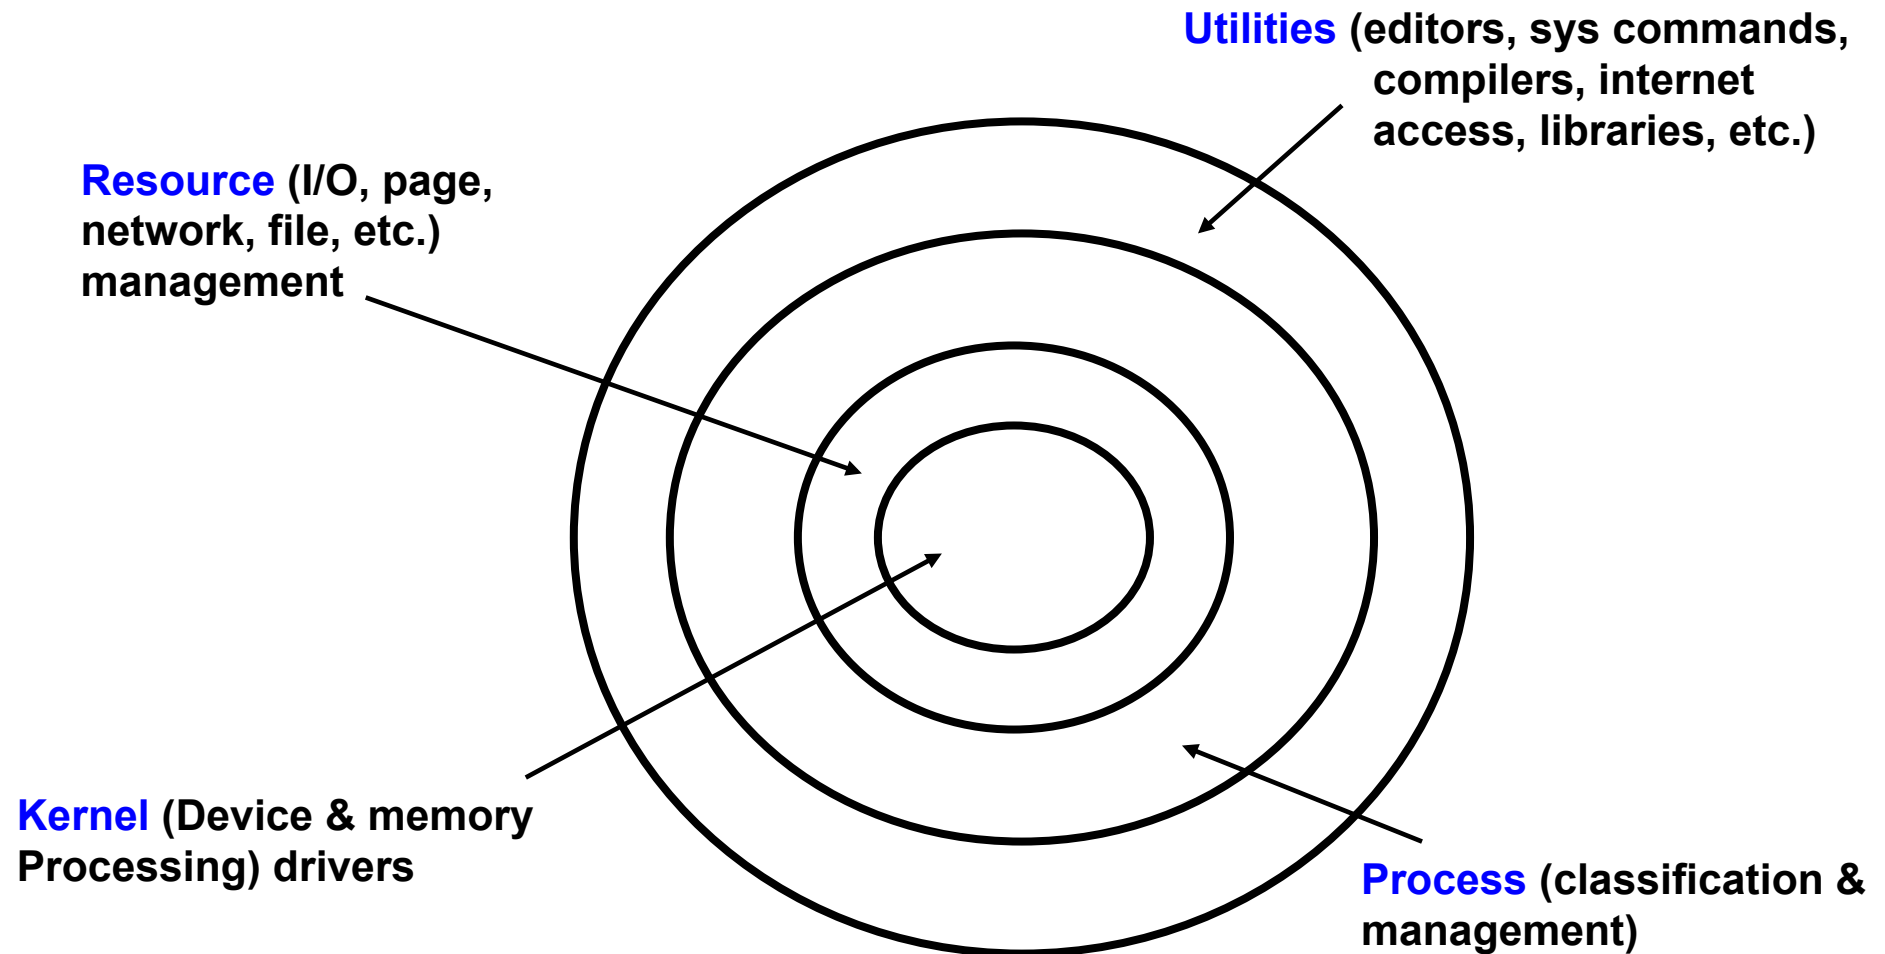 Utilities (editors, sys commands,
compilers, internet
access, libraries, etc.)
Resource (I/O, page,
network, file, etc.)
management
Kernel (Device & memory
Processing) drivers
Process (classification &
management)